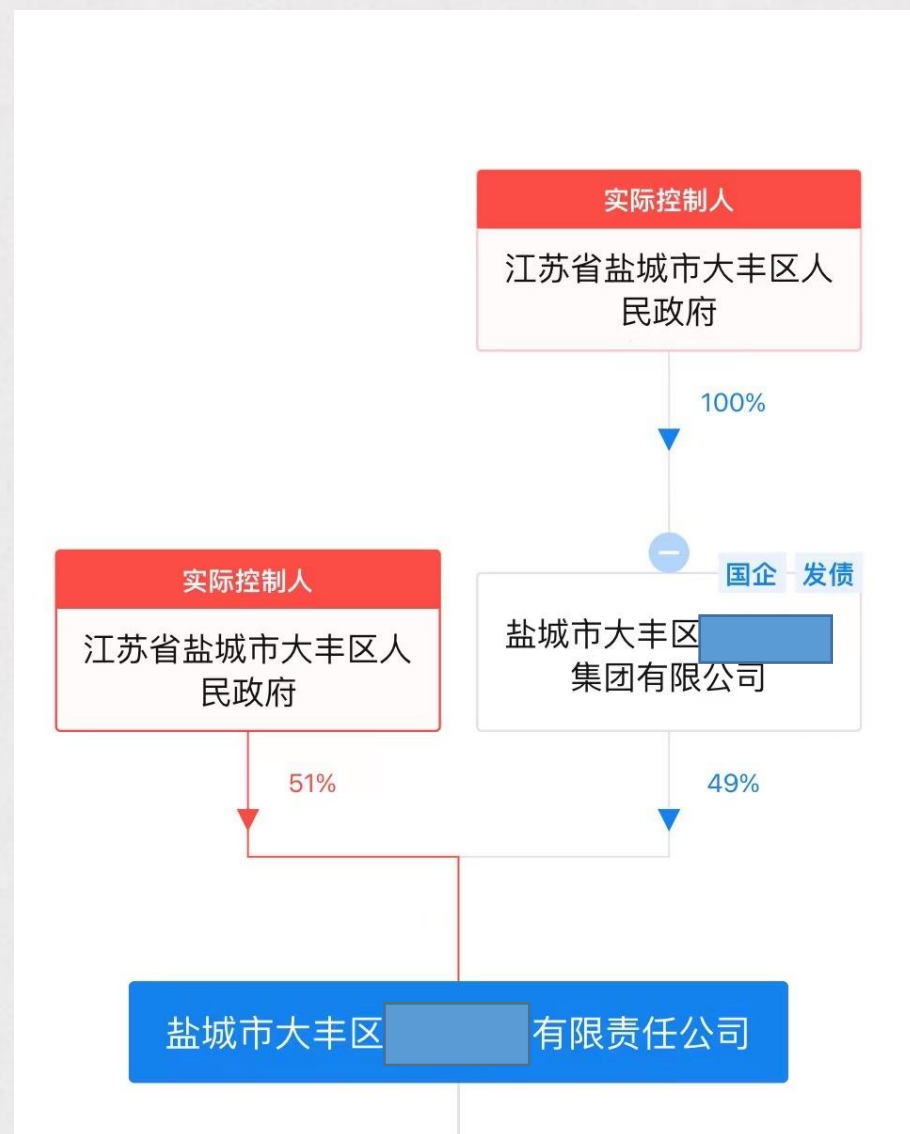 实际控制人
江苏省盐城市大丰区人
民政府
100%
国企 发债
实际控制人
江苏省盐城市大丰区人
民政府
盐城市大丰区
集团有限公司
51%
49%
盐城市大丰区 有限责任公司